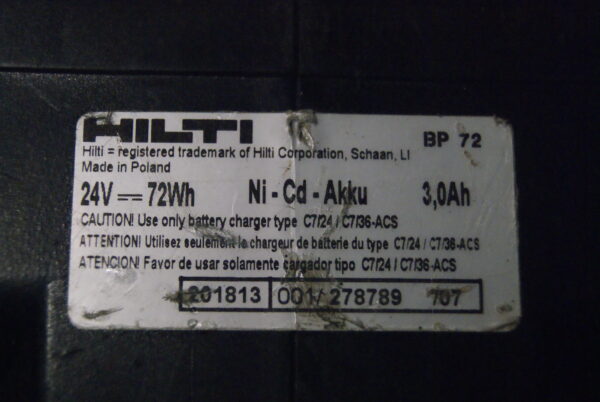 HILTI BP 72
Hilti = registered trademark of Hilti Corporation, Schaan, LI
Made in Poland
24V ⎓ 72Wh Ni - Cd - Akku 3,0Ah
CAUTION! Use only battery charger type C7/24 / C7/36-ACS
ATTENTION! Utilisez seulement le chargeur de batterie du type C7/24 / C7/36-ACS
ATENCION! Favor de usar solamente cargador tipo C7/24 / C7/36-ACS
201813 001/ 278789 707